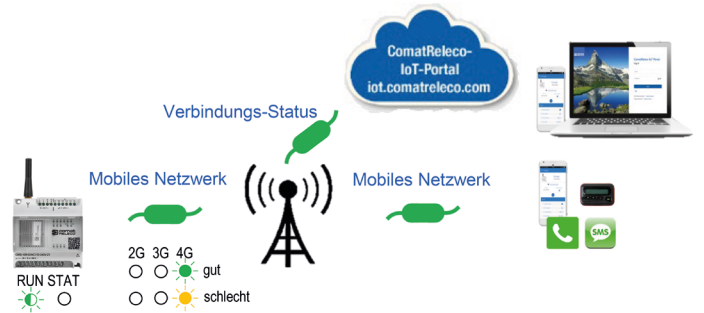 ComatReleco-
IoT-Portal
iot.comatreleco.com
Verbindungs-Status
Mobiles Netzwerk
Mobiles Netzwerk
2G 3G 4G
gut
schlecht
RUN STAT
SMS